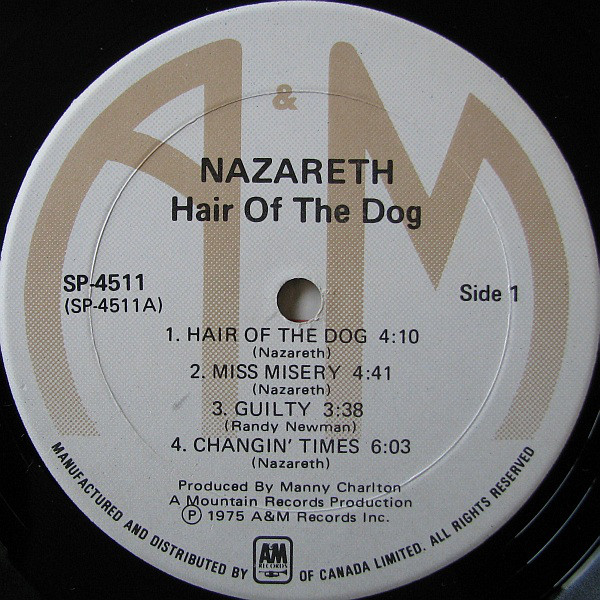 A & M
NAZARETH
Hair Of The Dog
SP-4511
(SP-4511A)
Side 1
1. HAIR OF THE DOG 4:10
(Nazareth)
2. MISS MISERY 4:41
(Nazareth)
3. GUILTY 3:38
(Randy Newman)
4. CHANGIN' TIMES 6:03
(Nazareth)
Produced By Manny Charlton
A Mountain Records Production
Ⓟ 1975 A&M Records Inc.
MANUFACTURED AND DISTRIBUTED BY A&M RECORDS OF CANADA LIMITED. ALL RIGHTS RESERVED